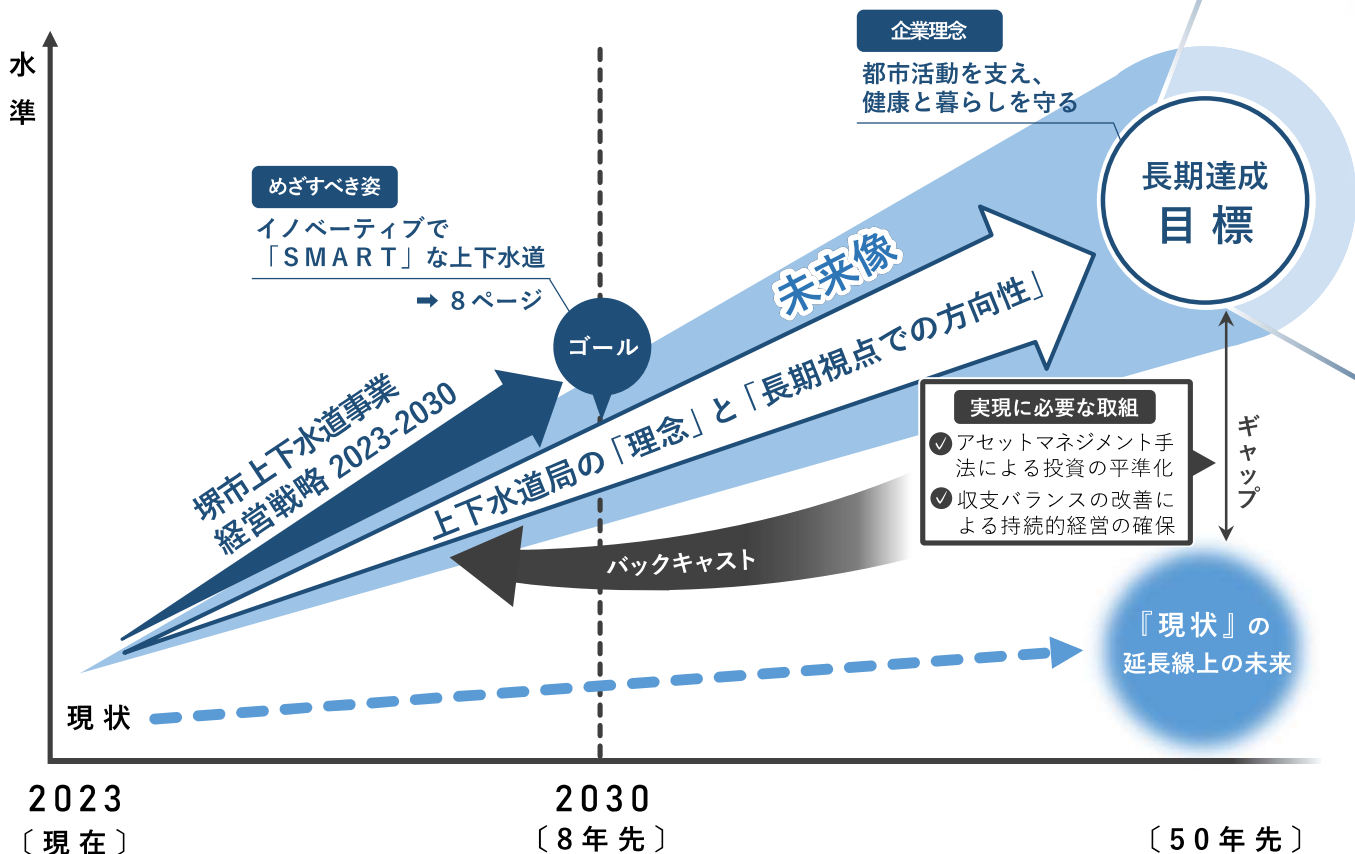 水
準
企業理念
都市活動を支え、
健康と暮らしを守る
長期達成
目標
めざすべき姿
イノベーティブで
「SMART」な上下水道
➡ 8ページ
ゴール
未来像
堺市上下水道事業
経営戦略 2023-2030
上下水道局の「理念」と「長期視点での方向性」
実現に必要な取組
アセットマネジメント手
法による投資の平準化
収支バランスの改善に
よる持続的経営の確保
ギャップ
バックキャスト
『現状』の
延長線上の未来
現状
2023
〔現在〕
2030
〔8年先〕
〔50年先〕